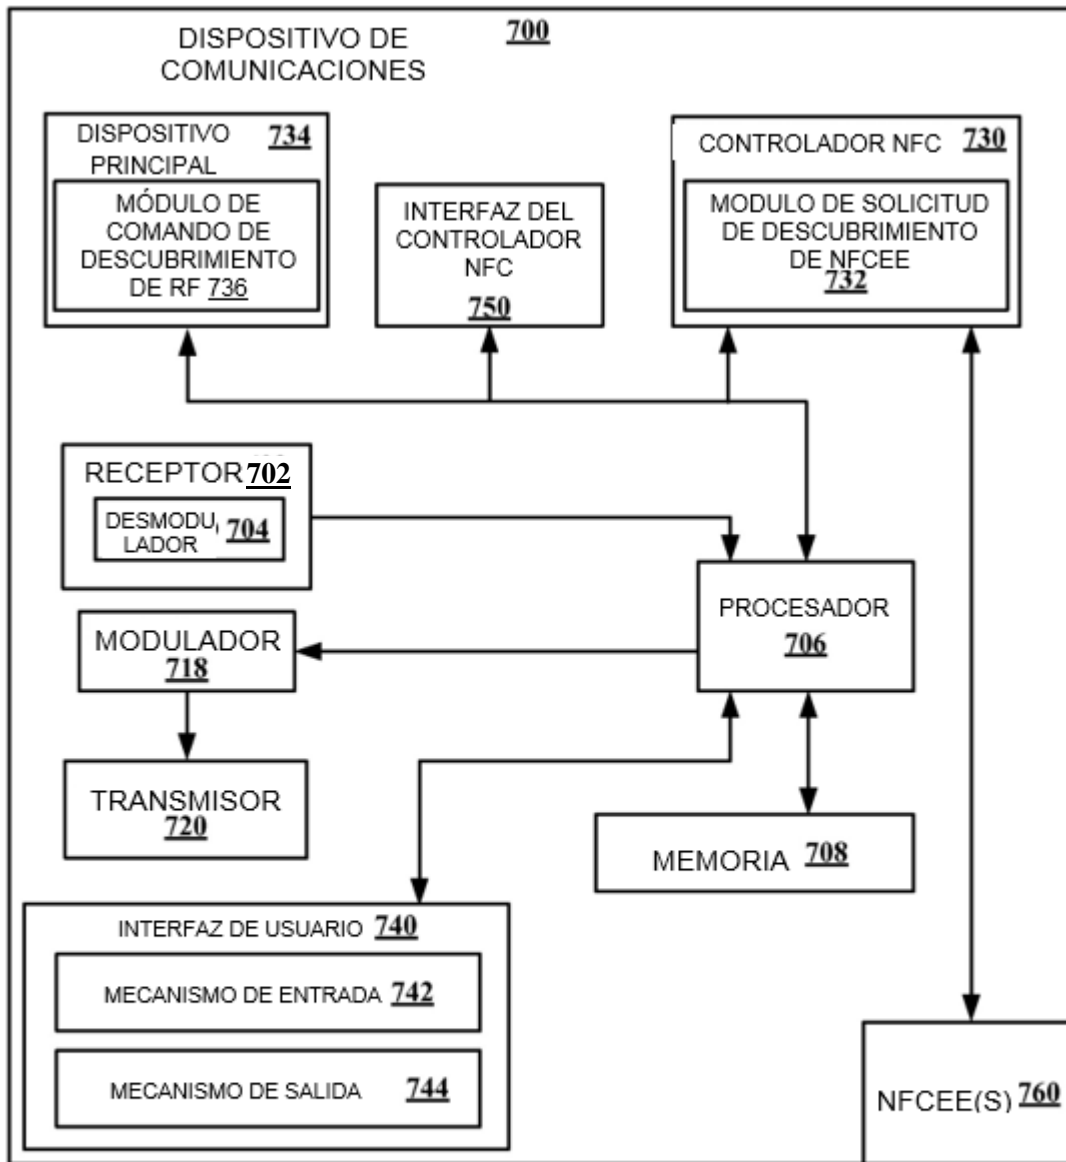 DISPOSITIVO DE 700
COMUNICACIONES
DISPOSITIVO 734
PRINCIPAL
MÓDULO DE
COMANDO DE
DESCUBRIMIENTO
DE RF 736
INTERFAZ DEL
CONTROLADOR
NFC
750
CONTROLADOR NFC 730
MODULO DE SOLICITUD
DE DESCUBRIMIENTO
DE NFCEE
732
RECEPTOR 702
DESMODU 704
LADOR
PROCESADOR
706
MODULADOR
718
TRANSMISOR
720
MEMORIA 708
INTERFAZ DE USUARIO 740
MECANISMO DE ENTRADA 742
MECANISMO DE SALIDA 744
NFCEE(S) 760